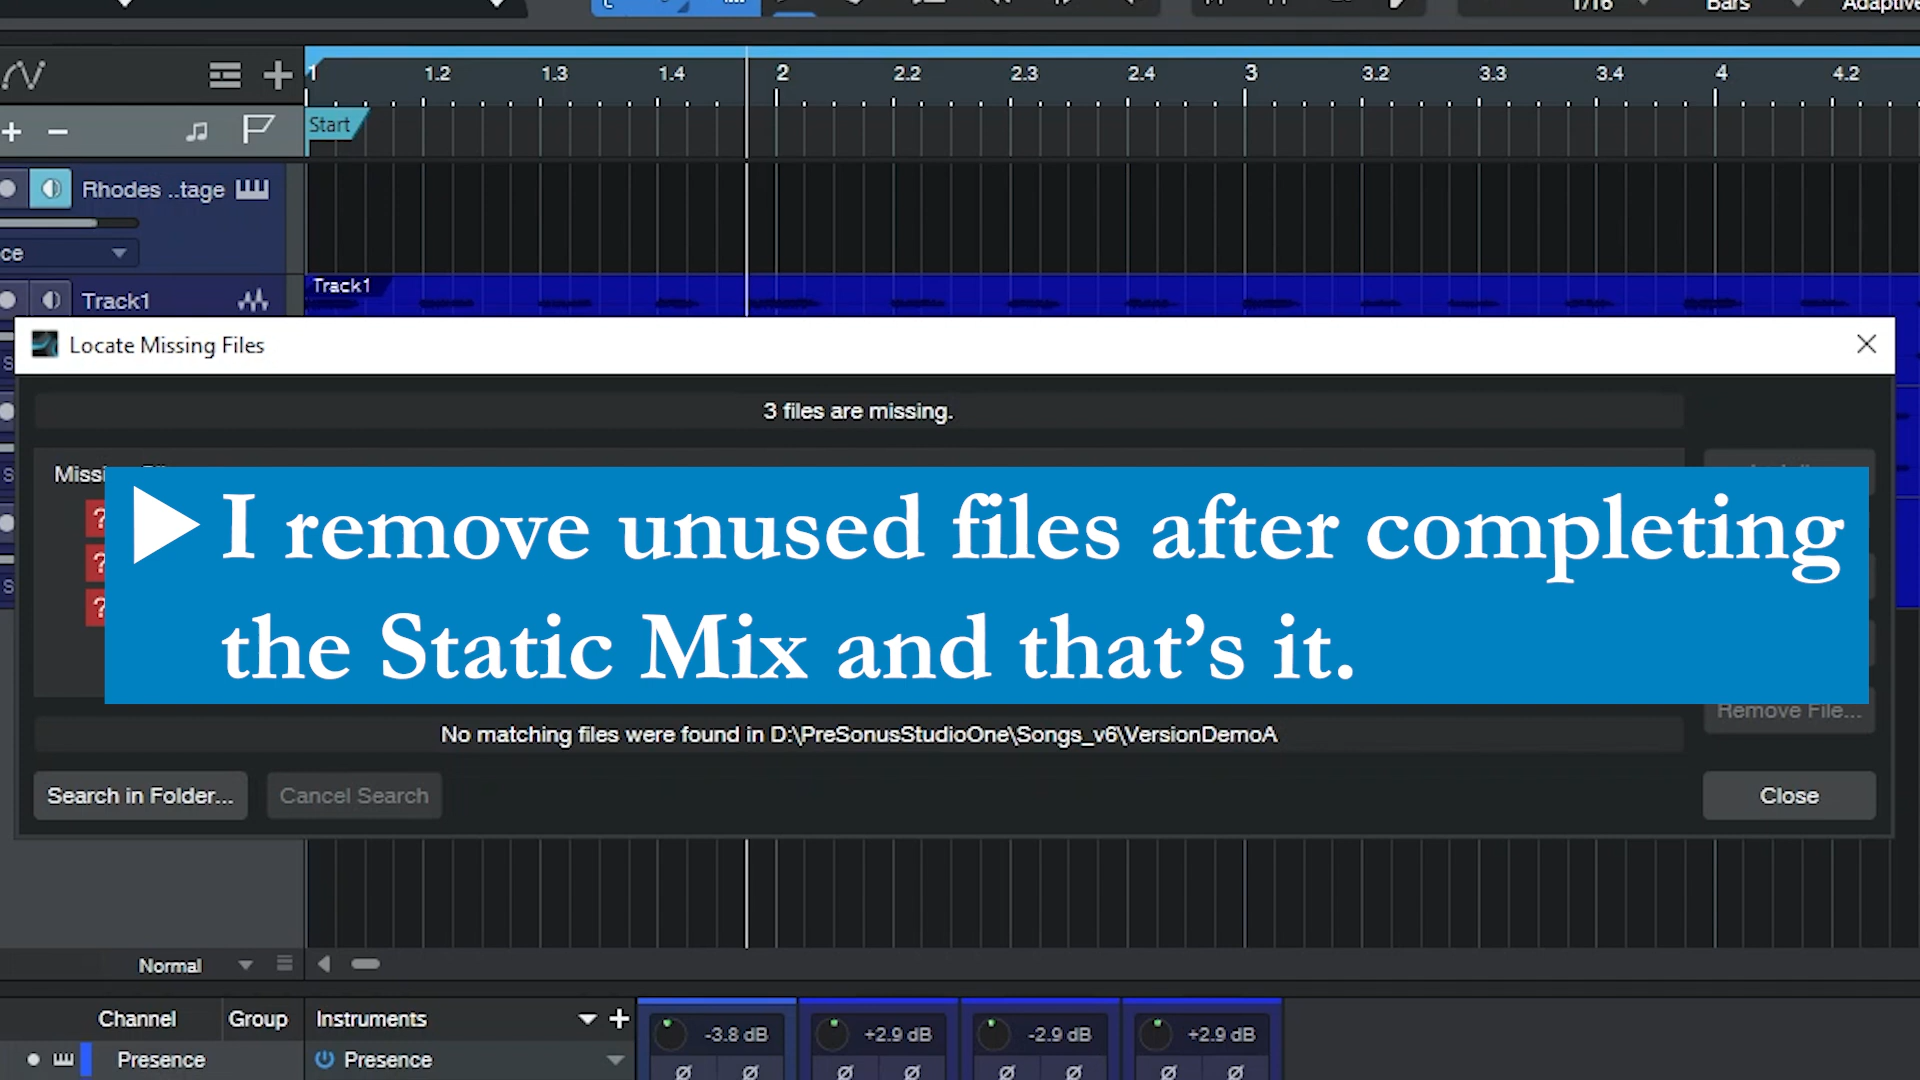 1/16 Bars Adaptive
1 1.2 1.3 1.4 2 2.2 2.3 2.4 3 3.2 3.3 3.4 4 4.2
Start
Rhodes ..tage
Track1
Track1
Locate Missing Files
3 files are missing.
I remove unused files after completing
the Static Mix and that’s it.
Remove File...
No matching files were found in D:\PreSonusStudioOne\Songs_v6\VersionDemoA
Search in Folder... Cancel Search Close
Normal
Channel Group Instruments -3.8 dB +2.9 dB -2.9 dB +2.9 dB
Presence Presence